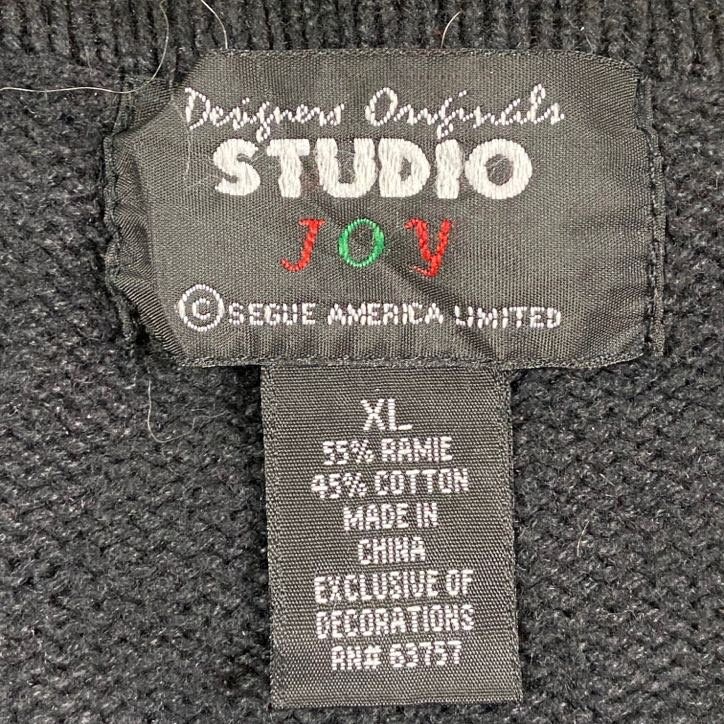 Designers Originals
STUDIO
JOY
© SEGUE AMERICA LIMITED
XL
55% RAMIE
45% COTTON
MADE IN
CHINA
EXCLUSIVE OF
DECORATIONS
RN# 63757